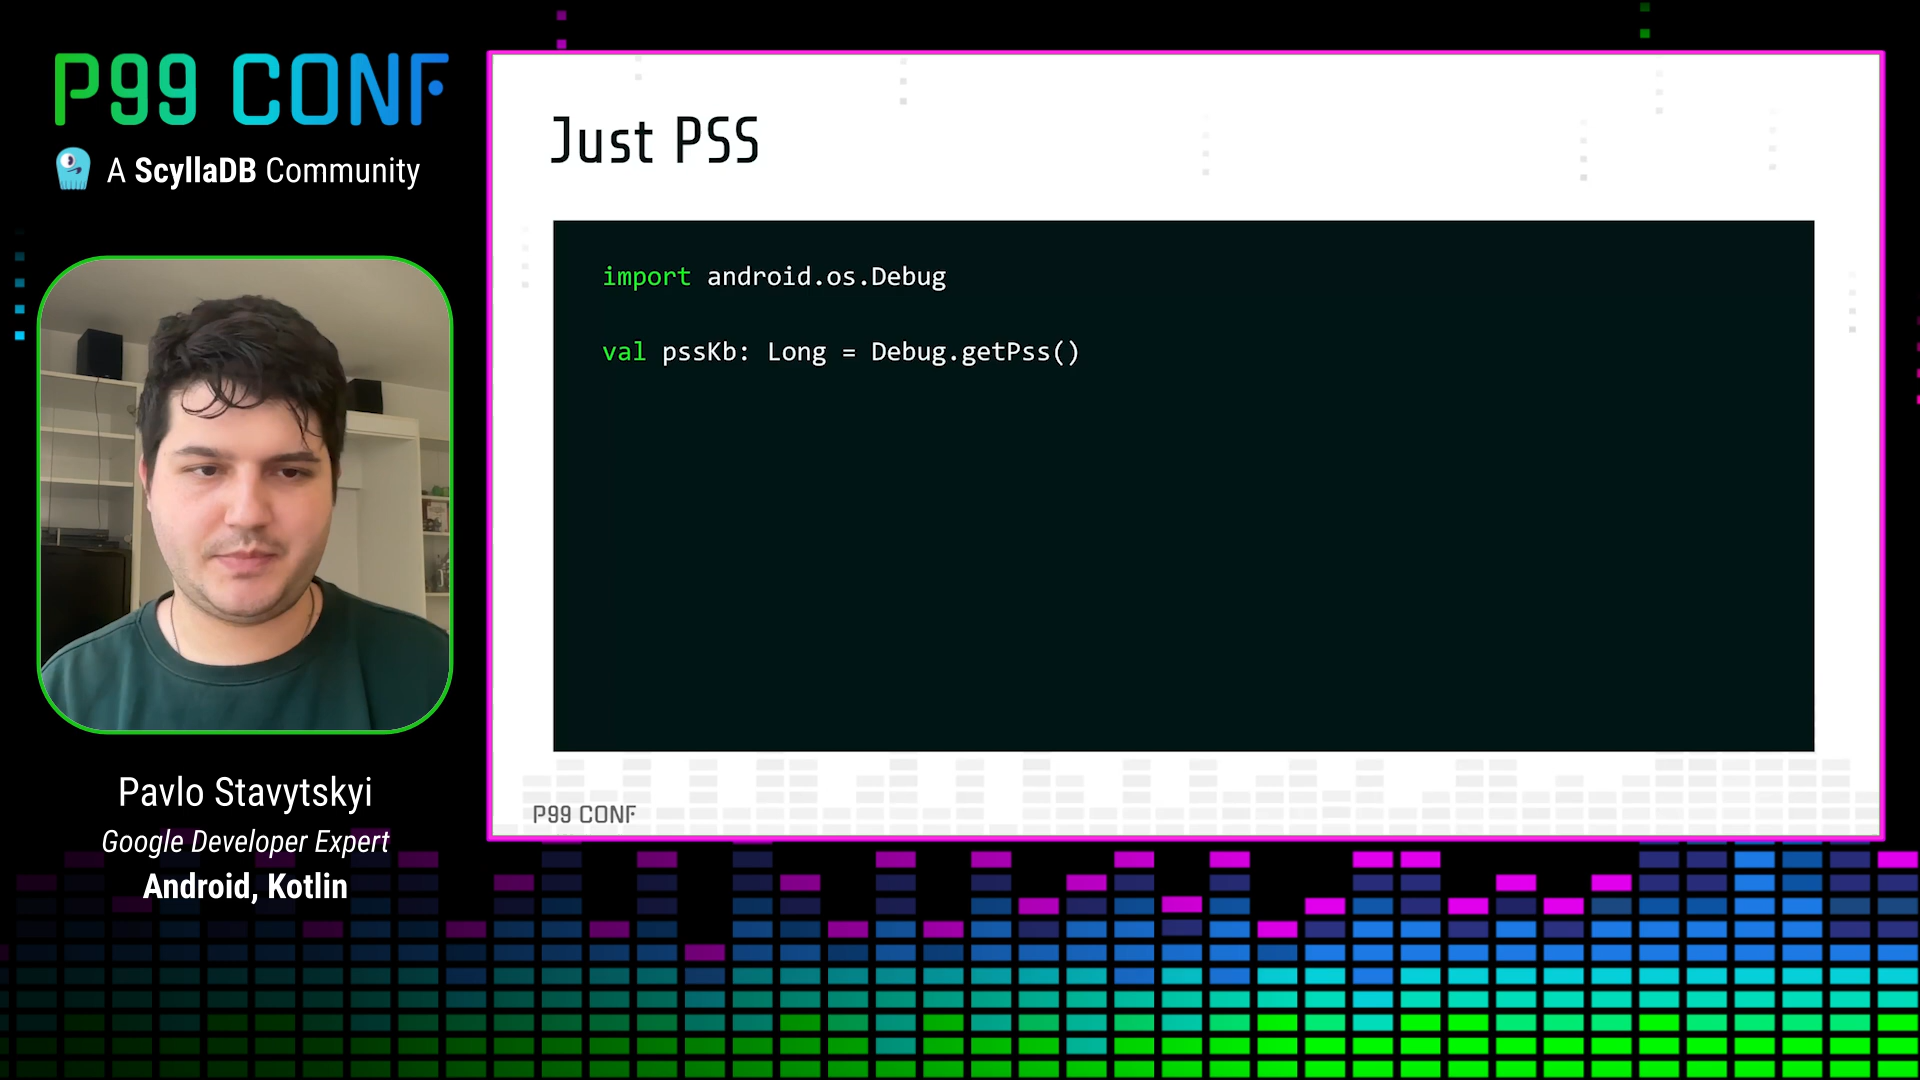 P99 CONF
A ScyllaDB Community
Pavlo Stavytskyi
Google Developer Expert
Android, Kotlin
Just PSS
import android.os.Debug
val pssKb: Long = Debug.getPss()
P99 CONF